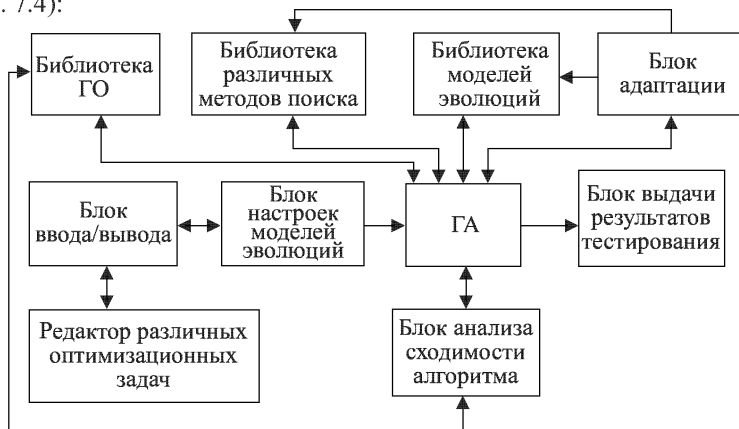 . 7.4):
Библиотека
ГО
Библиотека
различных
методов поиска
Библиотека
моделей
эволюций
Блок
адаптации
Блок
ввода/вывода
Блок
настроек
моделей
эволюций
ГА
Блок выдачи
результатов
тестирования
Редактор различных
оптимизационных
задач
Блок анализа
сходимости
алгоритма